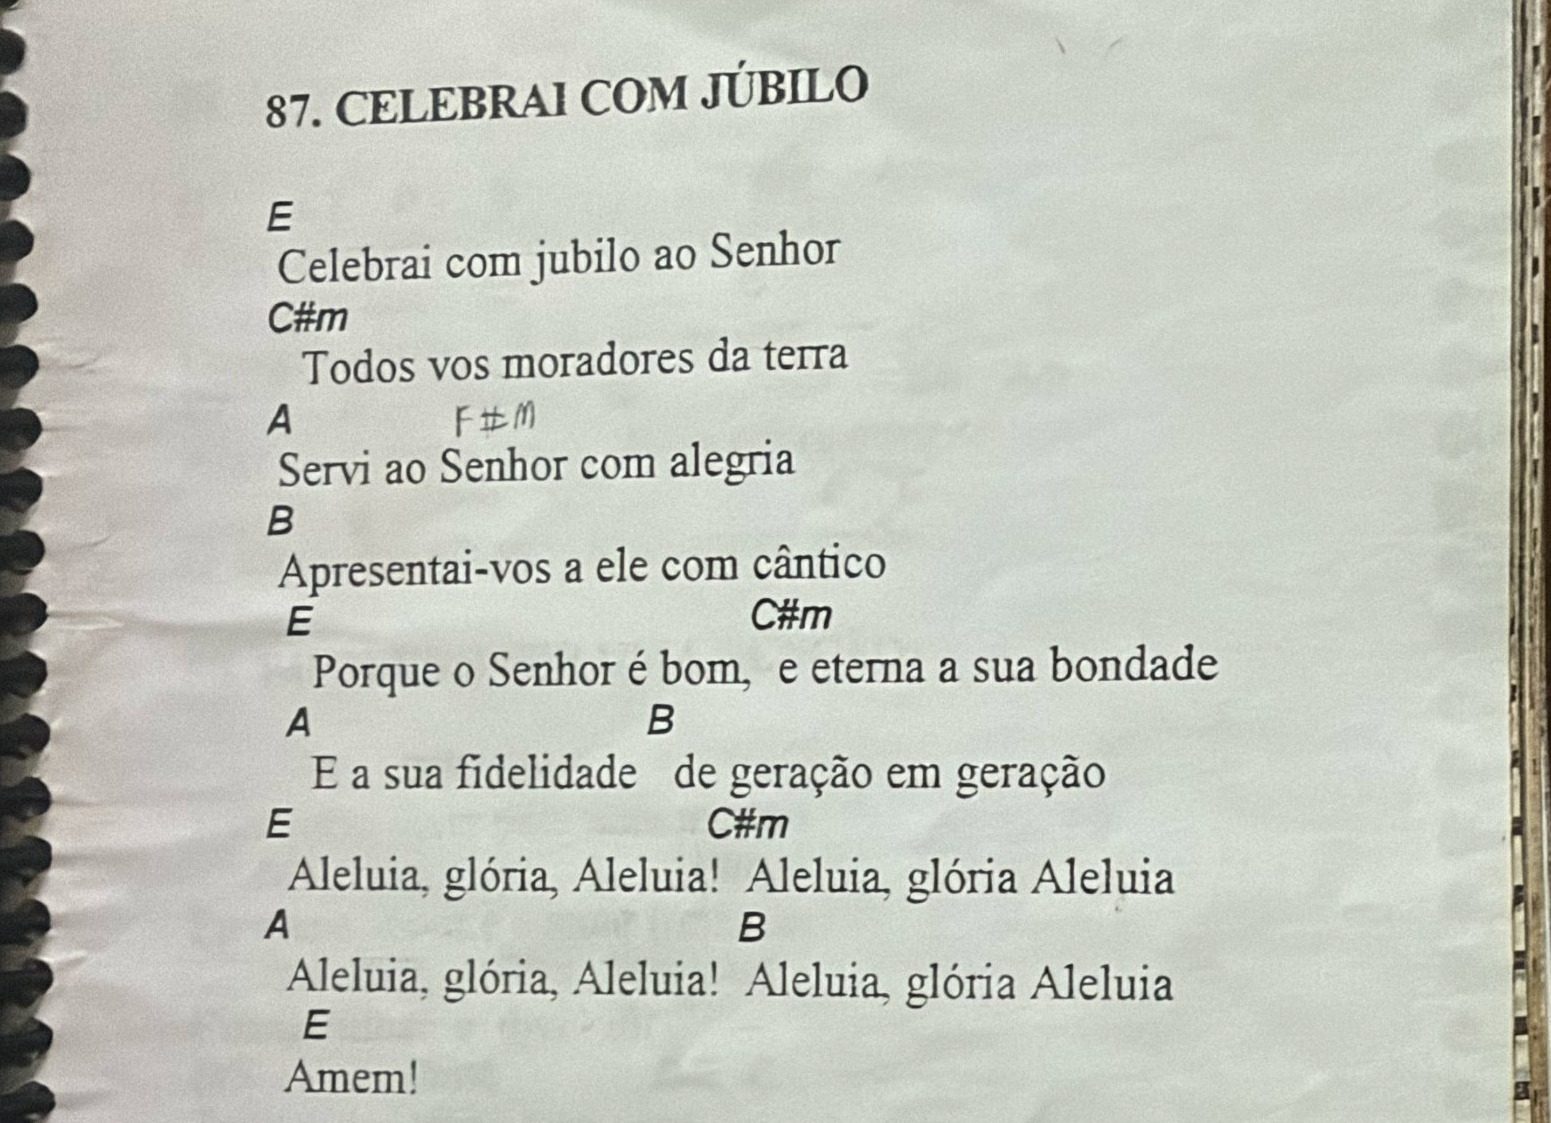 87. CELEBRAI COM JÚBILO
E
Celebrai com jubilo ao Senhor
C#m
Todos vos moradores da terra
A F#M
Servi ao Senhor com alegria
B
Apresentai-vos a ele com cântico
E C#m
Porque o Senhor é bom, e eterna a sua bondade
A B
E a sua fidelidade de geração em geração
E C#m
Aleluia, glória, Aleluia! Aleluia, glória Aleluia
A B
Aleluia, glória, Aleluia! Aleluia, glória Aleluia
E
Amem!